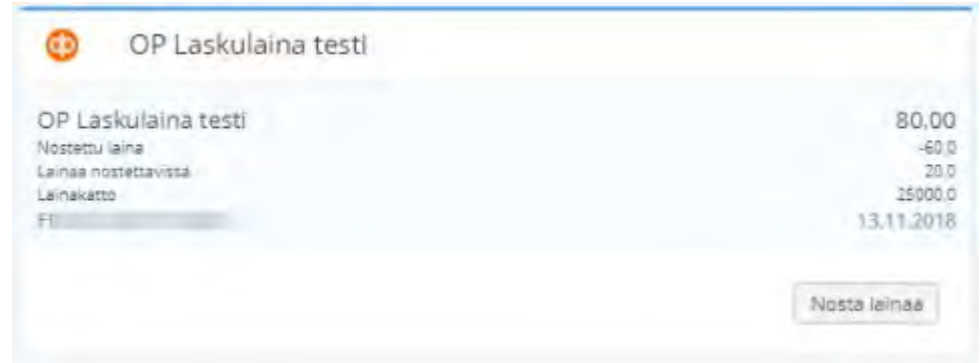 OP Laskulaina testi
OP Laskulaina testi 80,00
Nostettu laina -60,0
Lainaa nostettavissa 20.0
Lainakatto 25000.0
FI 13.11.2018
Nosta lainaa